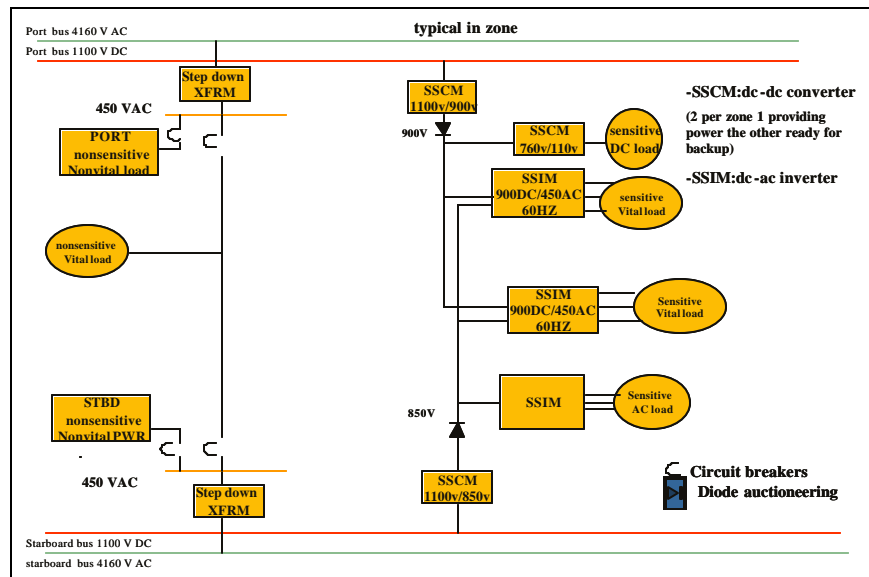 Port bus 4160 V AC
typical in zone
Port bus 1100 V DC
Step down
XFRM
450 VAC
PORT
nonsensitive
Nonvital load
nonsensitive
Vital load
STBD
nonsensitive
Nonvital PWR
450 VAC
Step down
XFRM
SSCM
1100v/900v
900V
SSCM
760v/110v
sensitive
DC load
SSIM
900DC/450AC
60HZ
sensitive
Vital load
SSIM
900DC/450AC
60HZ
Sensitive
Vital load
SSIM
Sensitive
AC load
850V
SSCM
1100v/850v
-SSCM:dc-dc converter
(2 per zone 1 providing
power the other ready for
backup)
-SSIM:dc-ac inverter
Circuit breakers
Diode auctioneering
Starboard bus 1100 V DC
starboard bus 4160 V AC